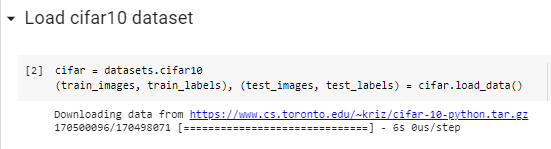 Load cifar10 dataset
[2] cifar = datasets.cifar10
(train_images, train_labels), (test_images, test_labels) = cifar.load_data()
Downloading data from https://www.cs.toronto.edu/~kriz/cifar-10-python.tar.gz
170500096/170498071 [==============================] - 6s 0us/step